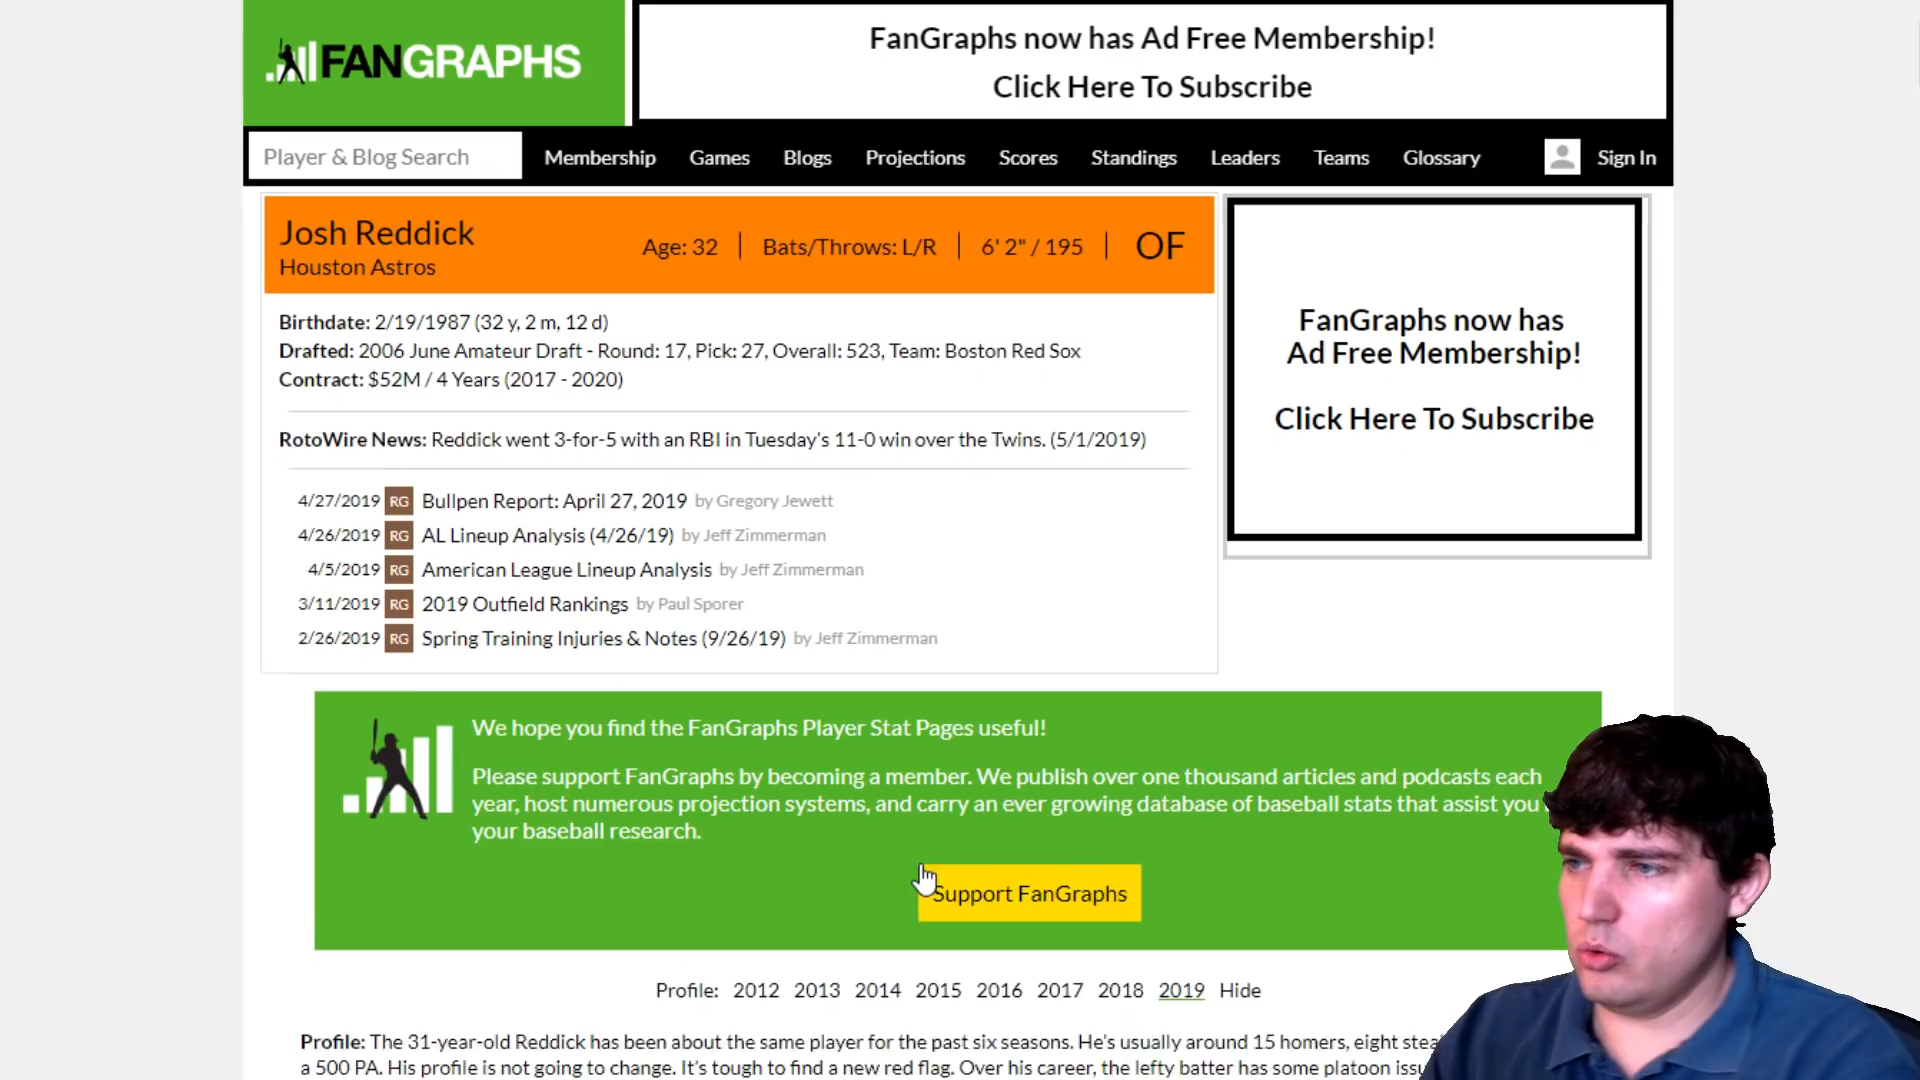 FANGRAPHS
FanGraphs now has Ad Free Membership!
Click Here To Subscribe
Player & Blog Search
Membership Games Blogs Projections Scores Standings Leaders Teams Glossary Sign In
Josh Reddick
Houston Astros
Age: 32 | Bats/Throws: L/R | 6' 2" / 195 | OF
Birthdate: 2/19/1987 (32 y, 2 m, 12 d)
Drafted: 2006 June Amateur Draft - Round: 17, Pick: 27, Overall: 523, Team: Boston Red Sox
Contract: $52M / 4 Years (2017 - 2020)
RotoWire News: Reddick went 3-for-5 with an RBI in Tuesday's 11-0 win over the Twins. (5/1/2019)
4/27/2019 RG Bullpen Report: April 27, 2019 by Gregory Jewett
4/26/2019 RG AL Lineup Analysis (4/26/19) by Jeff Zimmerman
4/5/2019 RG American League Lineup Analysis by Jeff Zimmerman
3/11/2019 RG 2019 Outfield Rankings by Paul Sporer
2/26/2019 RG Spring Training Injuries & Notes (9/26/19) by Jeff Zimmerman
FanGraphs now has
Ad Free Membership!
Click Here To Subscribe
We hope you find the FanGraphs Player Stat Pages useful!
Please support FanGraphs by becoming a member. We publish over one thousand articles and podcasts each
year, host numerous projection systems, and carry an ever growing database of baseball stats that assist you
your baseball research.
Support FanGraphs
Profile: 2012 2013 2014 2015 2016 2017 2018 2019 Hide
Profile: The 31-year-old Reddick has been about the same player for the past six seasons. He's usually around 15 homers, eight
a 500 PA. His profile is not going to change. It's tough to find a new red flag. Over his career, the lefty batter has some platoon